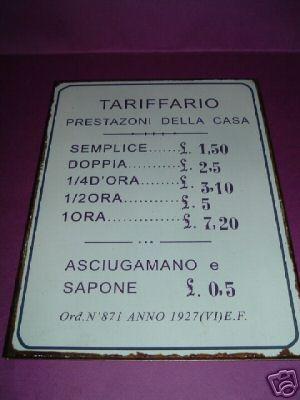 TARIFFARIO
PRESTAZONI DELLA CASA
SEMPLICE......£. 1,50
DOPPIA.........£. 2,5
1/4D'ORA......£. 3,10
1/2ORA.........£. 5
1ORA............£. 7,20
ASCIUGAMANO e
SAPONE £. 0,5
Ord.N°871 ANNO 1927(VI)E.F.
eb